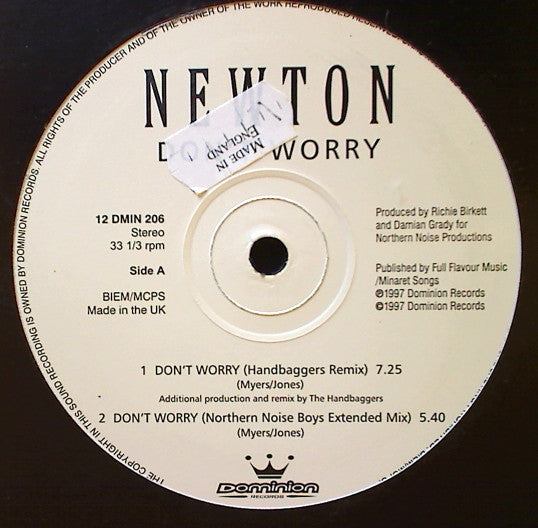 THE COPYRIGHT IN THIS SOUND RECORDING IS OWNED BY DOMINION RECORDS. ALL RIGHTS OF THE PRODUCER AND OF THE OWNER OF THE WORK REPRODUCED RESERVED.
NEWTON
WORRY
MADE IN
ENGLAND
12 DMIN 206
Stereo
33 1/3 rpm
Side A
BIEM/MCPS
Made in the UK
Produced by Richie Birkett
and Damian Grady for
Northern Noise Productions
Published by Full Flavour Music
/Minaret Songs
℗1997 Dominion Records
©1997 Dominion Records
1 DON'T WORRY (Handbaggers Remix) 7.25
(Myers/Jones)
Additional production and remix by The Handbaggers
2 DON'T WORRY (Northern Noise Boys Extended Mix) 5.40
(Myers/Jones)
Dominion
RECORDS